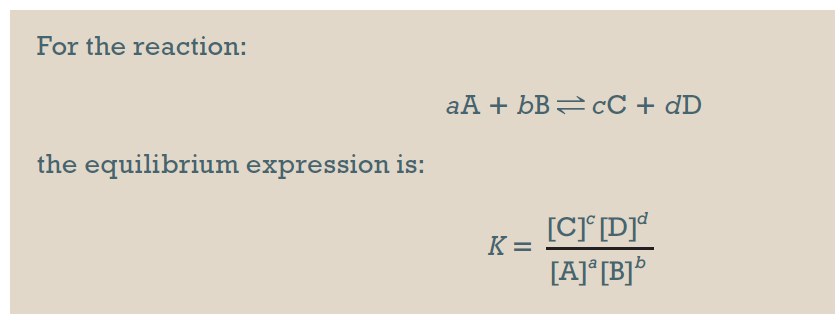 For the reaction:
aA + bB ⇌ cC + dD
the equilibrium expression is:
K = [C]ᶜ [D]ᵈ / [A]ᵃ [B]ᵇ